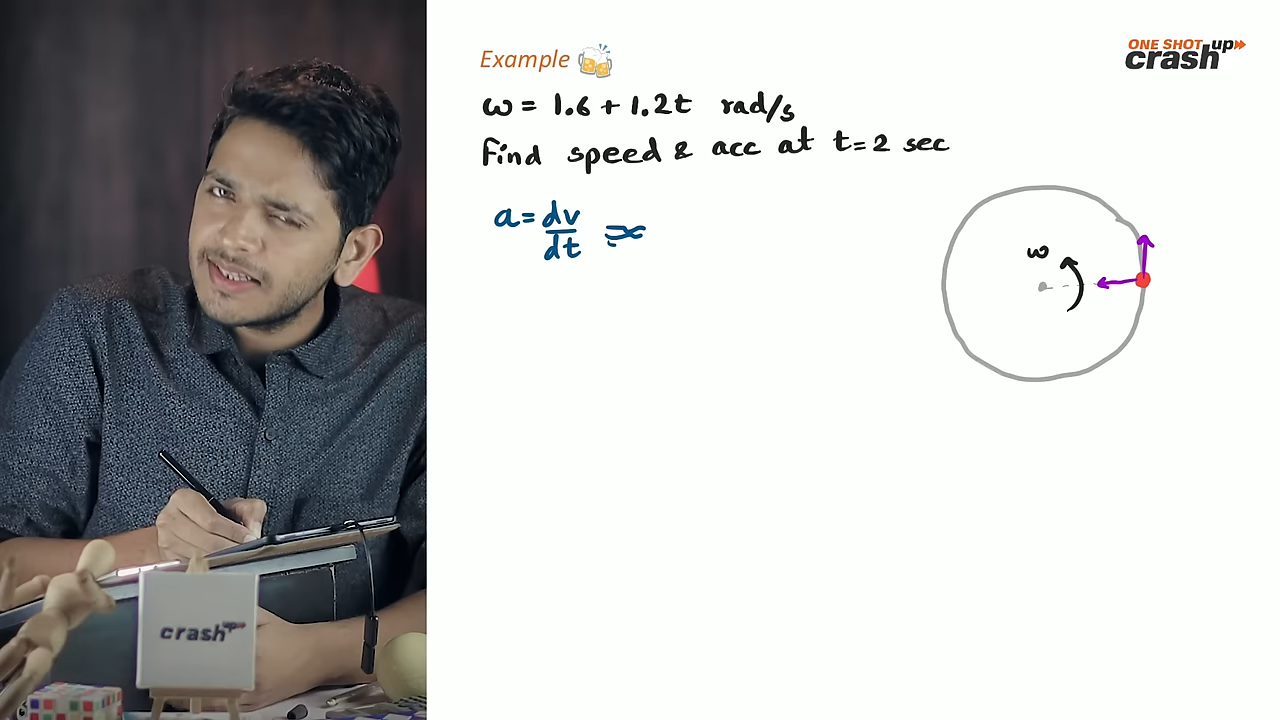 Example
ω = 1.6 + 1.2t rad/s
Find speed & acc at t = 2 sec
a = dv
dt
ω
ONE SHOT
crash up
crash up